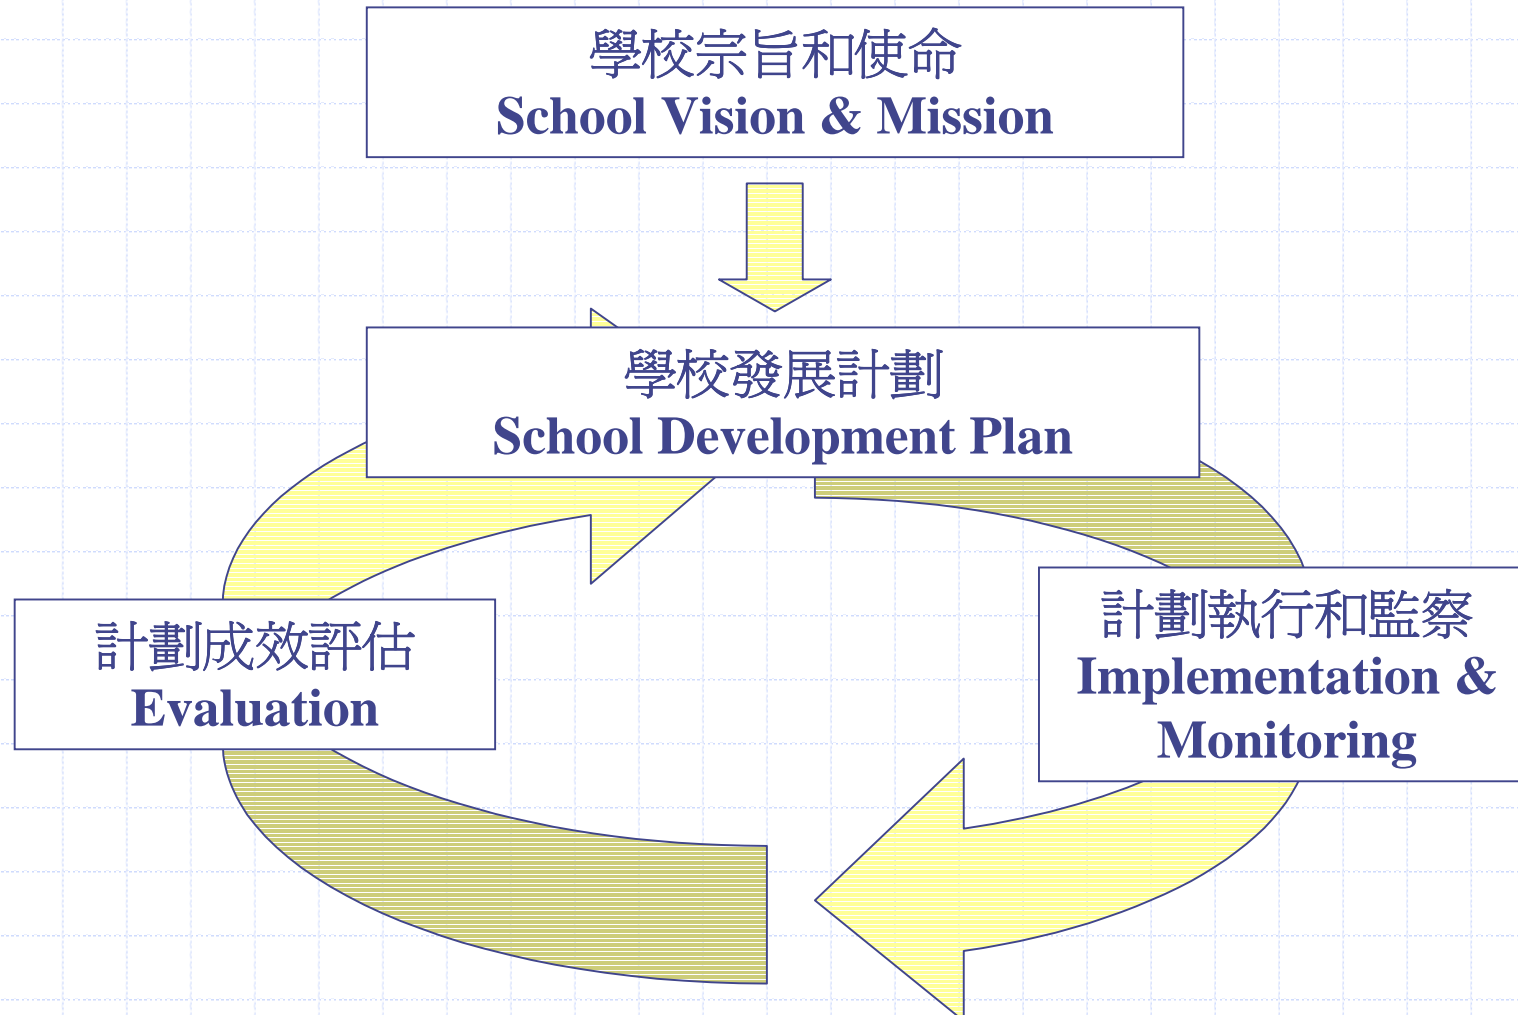 學校宗旨和使命
School Vision & Mission
學校發展計劃
School Development Plan
計劃執行和監察
Implementation &
Monitoring
計劃成效評估
Evaluation